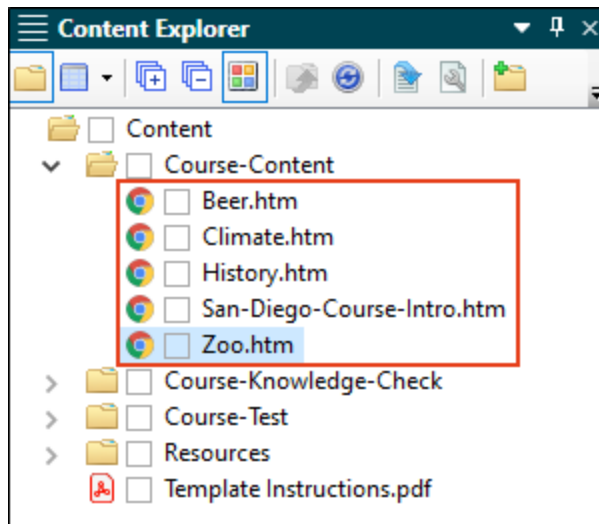 Content Explorer
Content
Course-Content
Beer.htm
Climate.htm
History.htm
San-Diego-Course-Intro.htm
Zoo.htm
Course-Knowledge-Check
Course-Test
Resources
Template Instructions.pdf